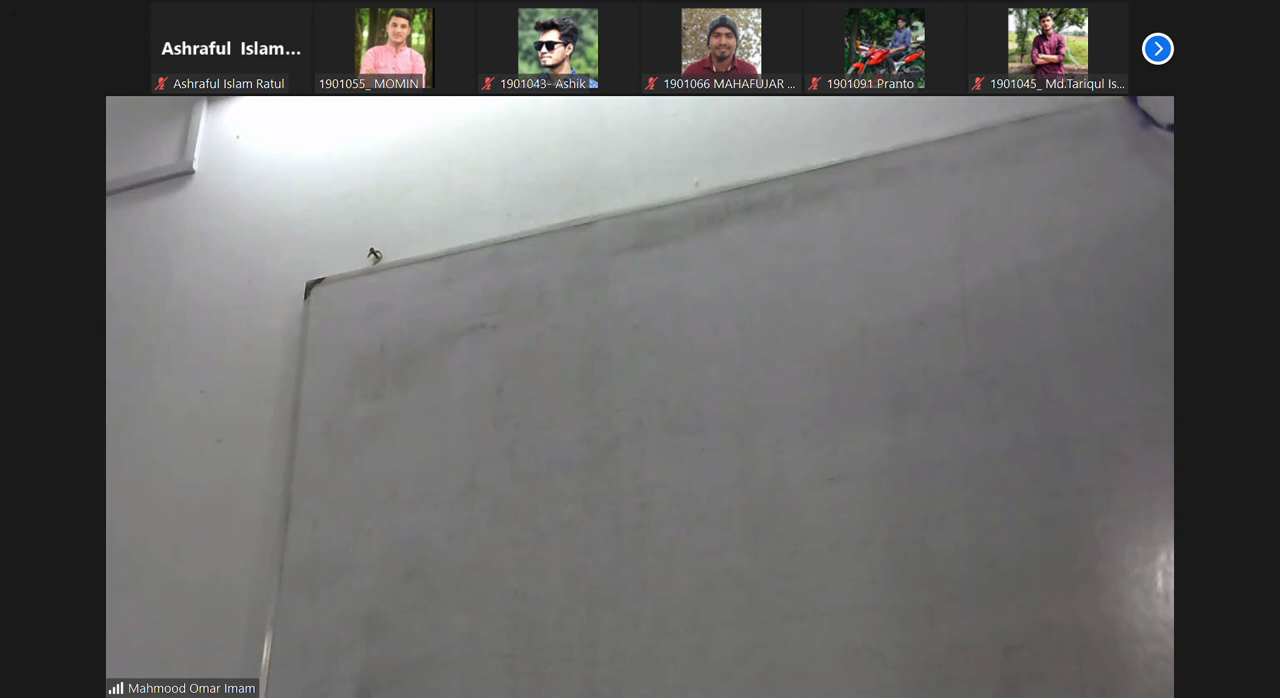 Ashraful Islam...
Ashraful Islam Ratul
1901055_ MOMIN
1901043- Ashik
1901066 MAHAFUJAR ...
1901091 Pranto
1901045_ Md.Tariqul Is...
Mahmood Omar Imam